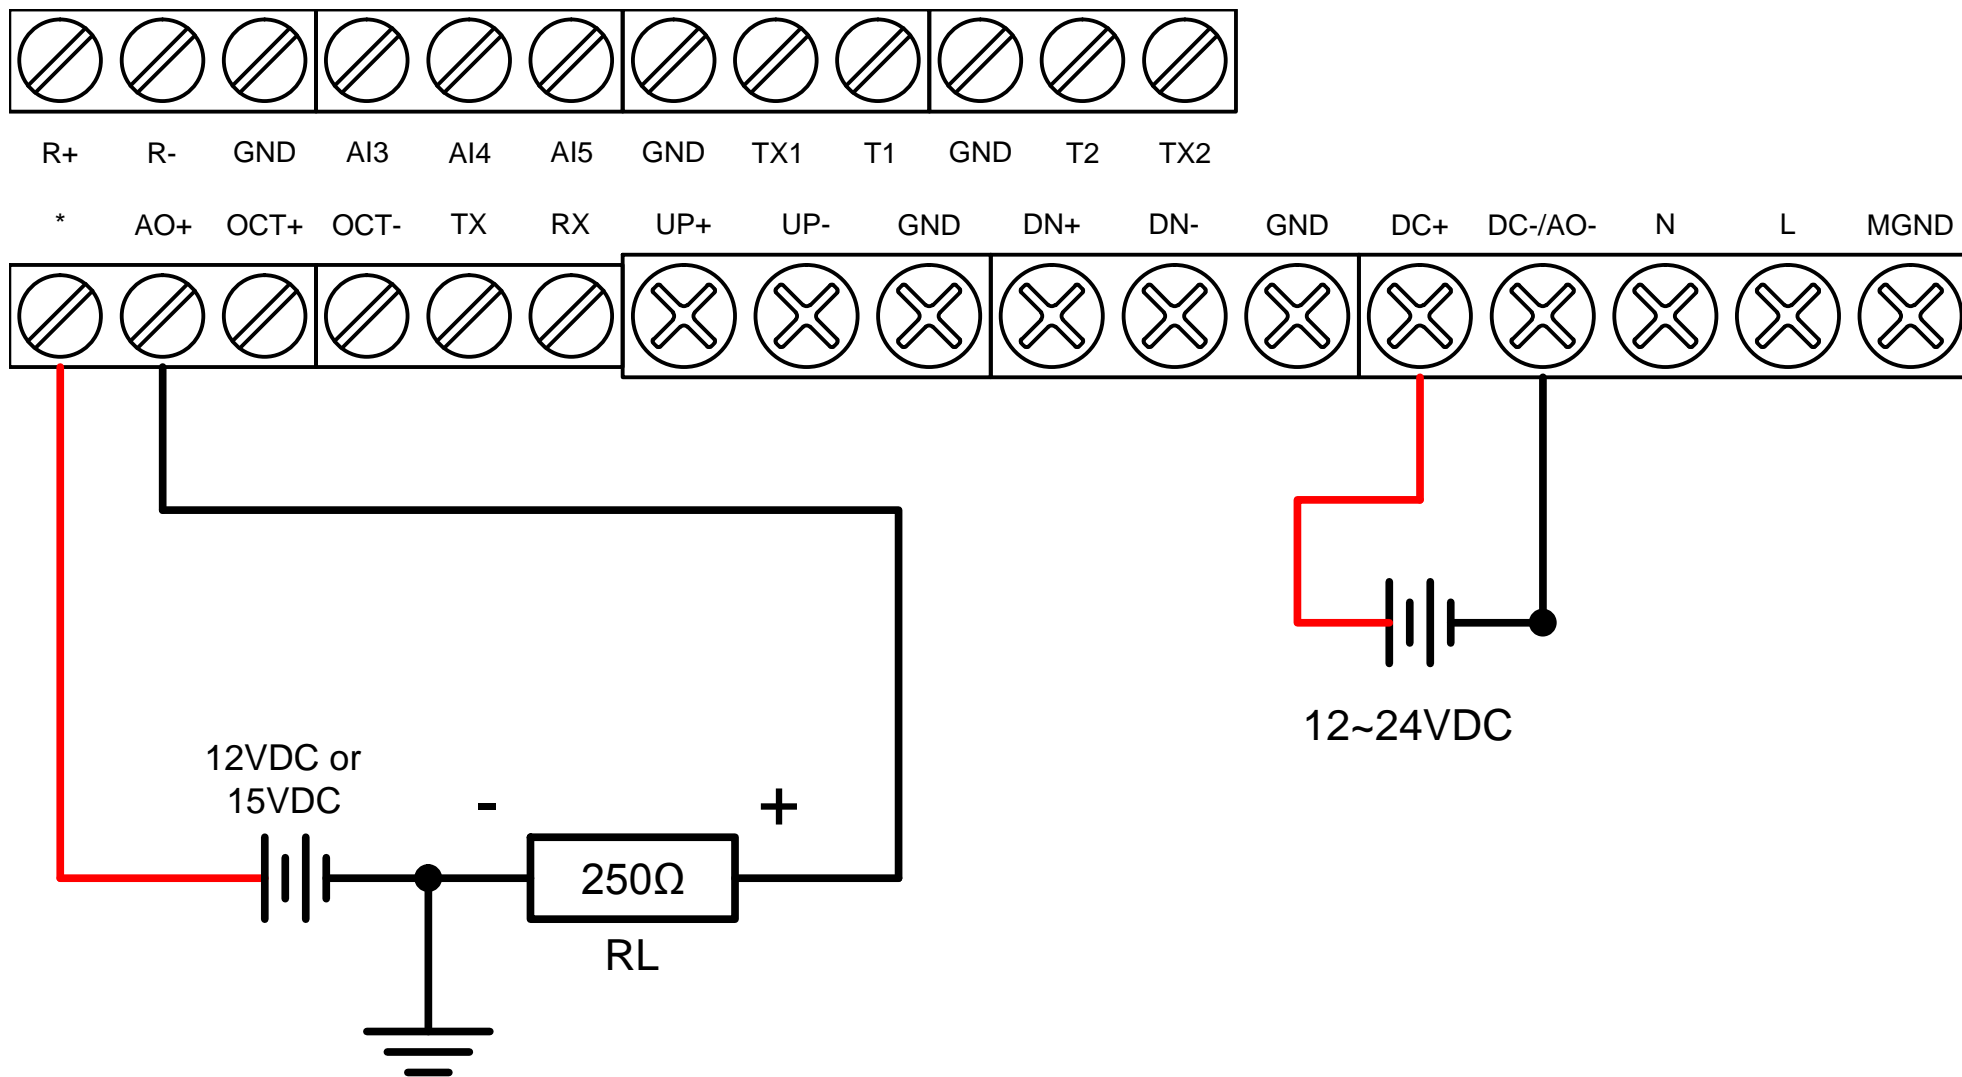 R+ R- GND AI3 AI4 AI5 GND TX1 T1 GND T2 TX2
* AO+ OCT+ OCT- TX RX UP+ UP- GND DN+ DN- GND DC+ DC-/AO- N L MGND
12~24VDC
12VDC or
15VDC
- +
250Ω
RL